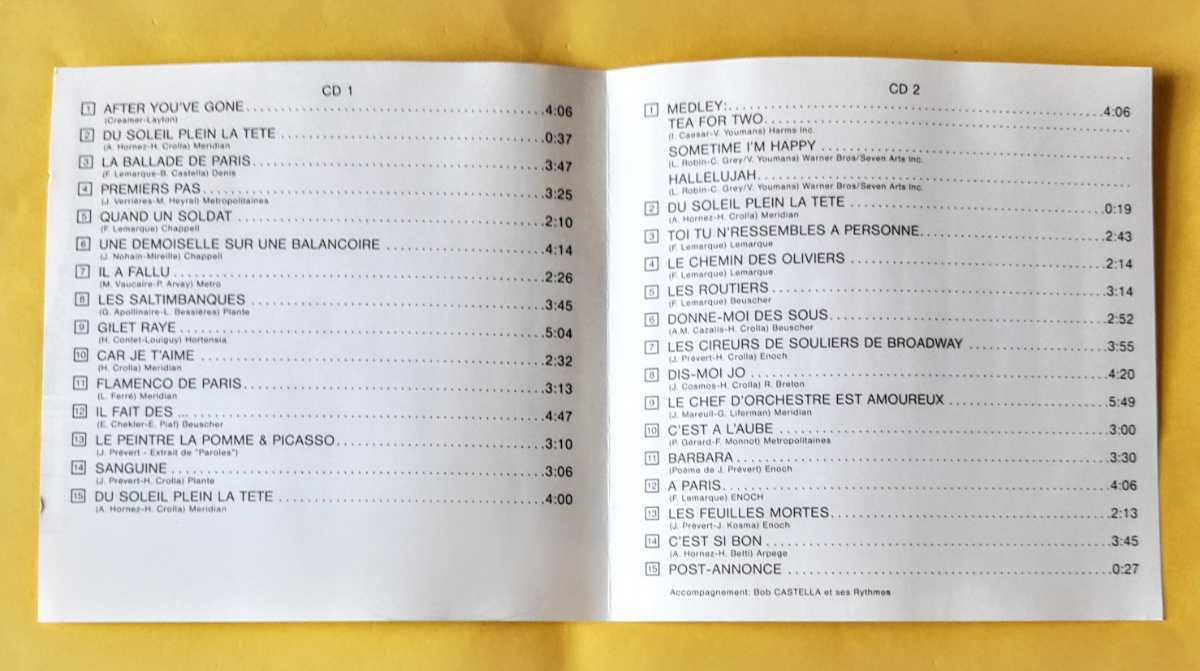 CD 1
1 AFTER YOU'VE GONE....................4:06
(Creamer-Layton)
2 DU SOLEIL PLEIN LA TETE....................0:37
(A. Hornez-H. Crolla) Meridian
3 LA BALLADE DE PARIS....................3:47
(F. Lemarque-B. Castella) Denis
4 PREMIERS PAS....................3:25
(J. Verrières-M. Heyral) Metropolitaines
5 QUAND UN SOLDAT....................2:10
(F. Lemarque) Chappell
6 UNE DEMOISELLE SUR UNE BALANCOIRE....................4:14
(J. Nohain-Mireille) Chappell
7 IL A FALLU....................2:26
(M. Vaucaire-P. Arvay) Metro
8 LES SALTIMBANQUES....................3:45
(G. Apollinaire-L. Bessières) Plante
9 GILET RAYE....................5:04
(H. Contet-Louiguy) Hortensia
10 CAR JE T'AIME....................2:32
(H. Crolla) Meridian
11 FLAMENCO DE PARIS....................3:13
(L. Ferré) Meridian
12 IL FAIT DES .......................4:47
(E. Chekler-E. Piaf) Beuscher
13 LE PEINTRE LA POMME & PICASSO....................3:10
(J. Prévert - Extrait de "Paroles")
14 SANGUINE....................3:06
(J. Prévert-H. Crolla) Plante
15 DU SOLEIL PLEIN LA TETE....................4:00
(A. Hornez-H. Crolla) Meridian
CD 2
1 MEDLEY:....................4:06
TEA FOR TWO....................
(I. Caesar-V. Youmans) Harms Inc.
SOMETIME I'M HAPPY....................
(L. Robin-C. Grey/V. Youmans) Warner Bros/Seven Arts Inc.
HALLELUJAH....................
(L. Robin-C. Grey/V. Youmans) Warner Bros/Seven Arts Inc.
2 DU SOLEIL PLEIN LA TETE....................0:19
(A. Hornez-H. Crolla) Meridian
3 TOI TU N'RESSEMBLES A PERSONNE....................2:43
(F. Lemarque) Lemarque
4 LE CHEMIN DES OLIVIERS....................2:14
(F. Lemarque) Lemarque
5 LES ROUTIERS....................3:14
(F. Lemarque) Beuscher
6 DONNE-MOI DES SOUS....................2:52
(A.M. Cazalis-H. Crolla) Beuscher
7 LES CIREURS DE SOULIERS DE BROADWAY....................3:55
(J. Prévert-H. Crolla) Enoch
8 DIS-MOI JO....................4:20
(J. Cosmos-H. Crolla) R. Breton
9 LE CHEF D'ORCHESTRE EST AMOUREUX....................5:49
(J. Mareuil-G. Liferman) Meridian
10 C'EST A L'AUBE....................3:00
(P. Gérard-F. Monnot) Metropolitaines
11 BARBARA....................3:30
(Poème de J. Prévert) Enoch
12 A PARIS....................4:06
(F. Lemarque) ENOCH
13 LES FEUILLES MORTES....................2:13
(J. Prévert-J. Kosma) Enoch
14 C'EST SI BON....................3:45
(A. Hornez-H. Betti) Arpege
15 POST-ANNONCE....................0:27
Accompagnement: Bob CASTELLA et ses Rythmes